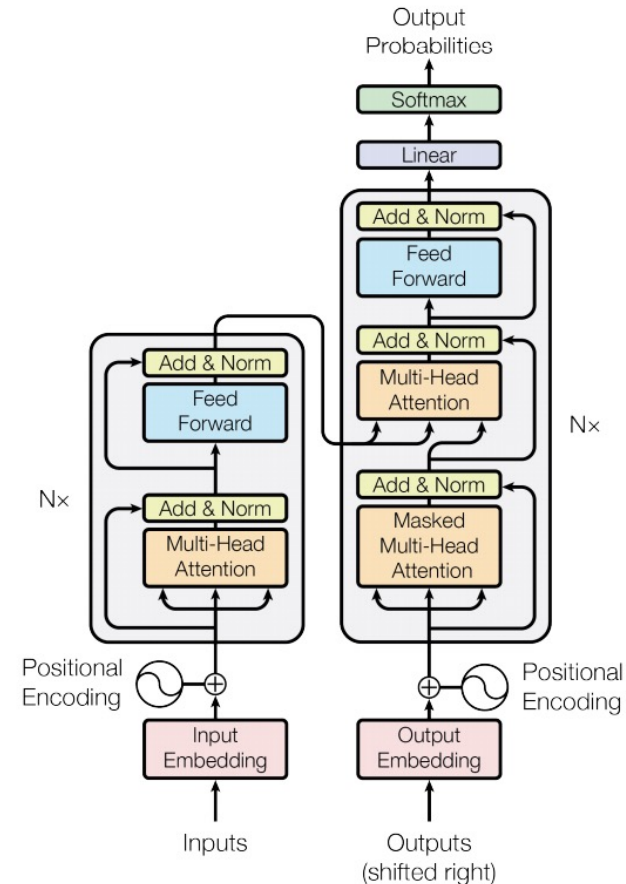 Output
Probabilities
Softmax
Linear
Add & Norm
Feed
Forward
Add & Norm
Multi-Head
Attention
Nx
Add & Norm
Masked
Multi-Head
Attention
Add & Norm
Feed
Forward
Nx
Add & Norm
Multi-Head
Attention
Positional
Encoding
Positional
Encoding
Input
Embedding
Output
Embedding
Inputs
Outputs
(shifted right)